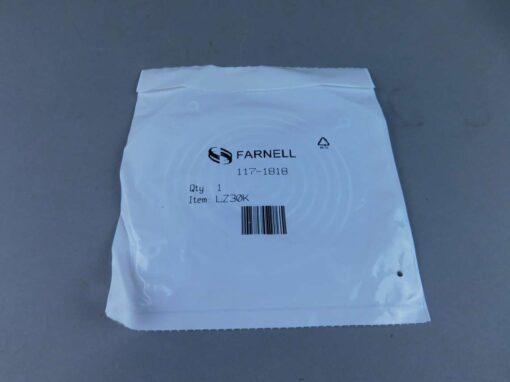 FARNELL
117-1818
Qty 1
Item LZ30K